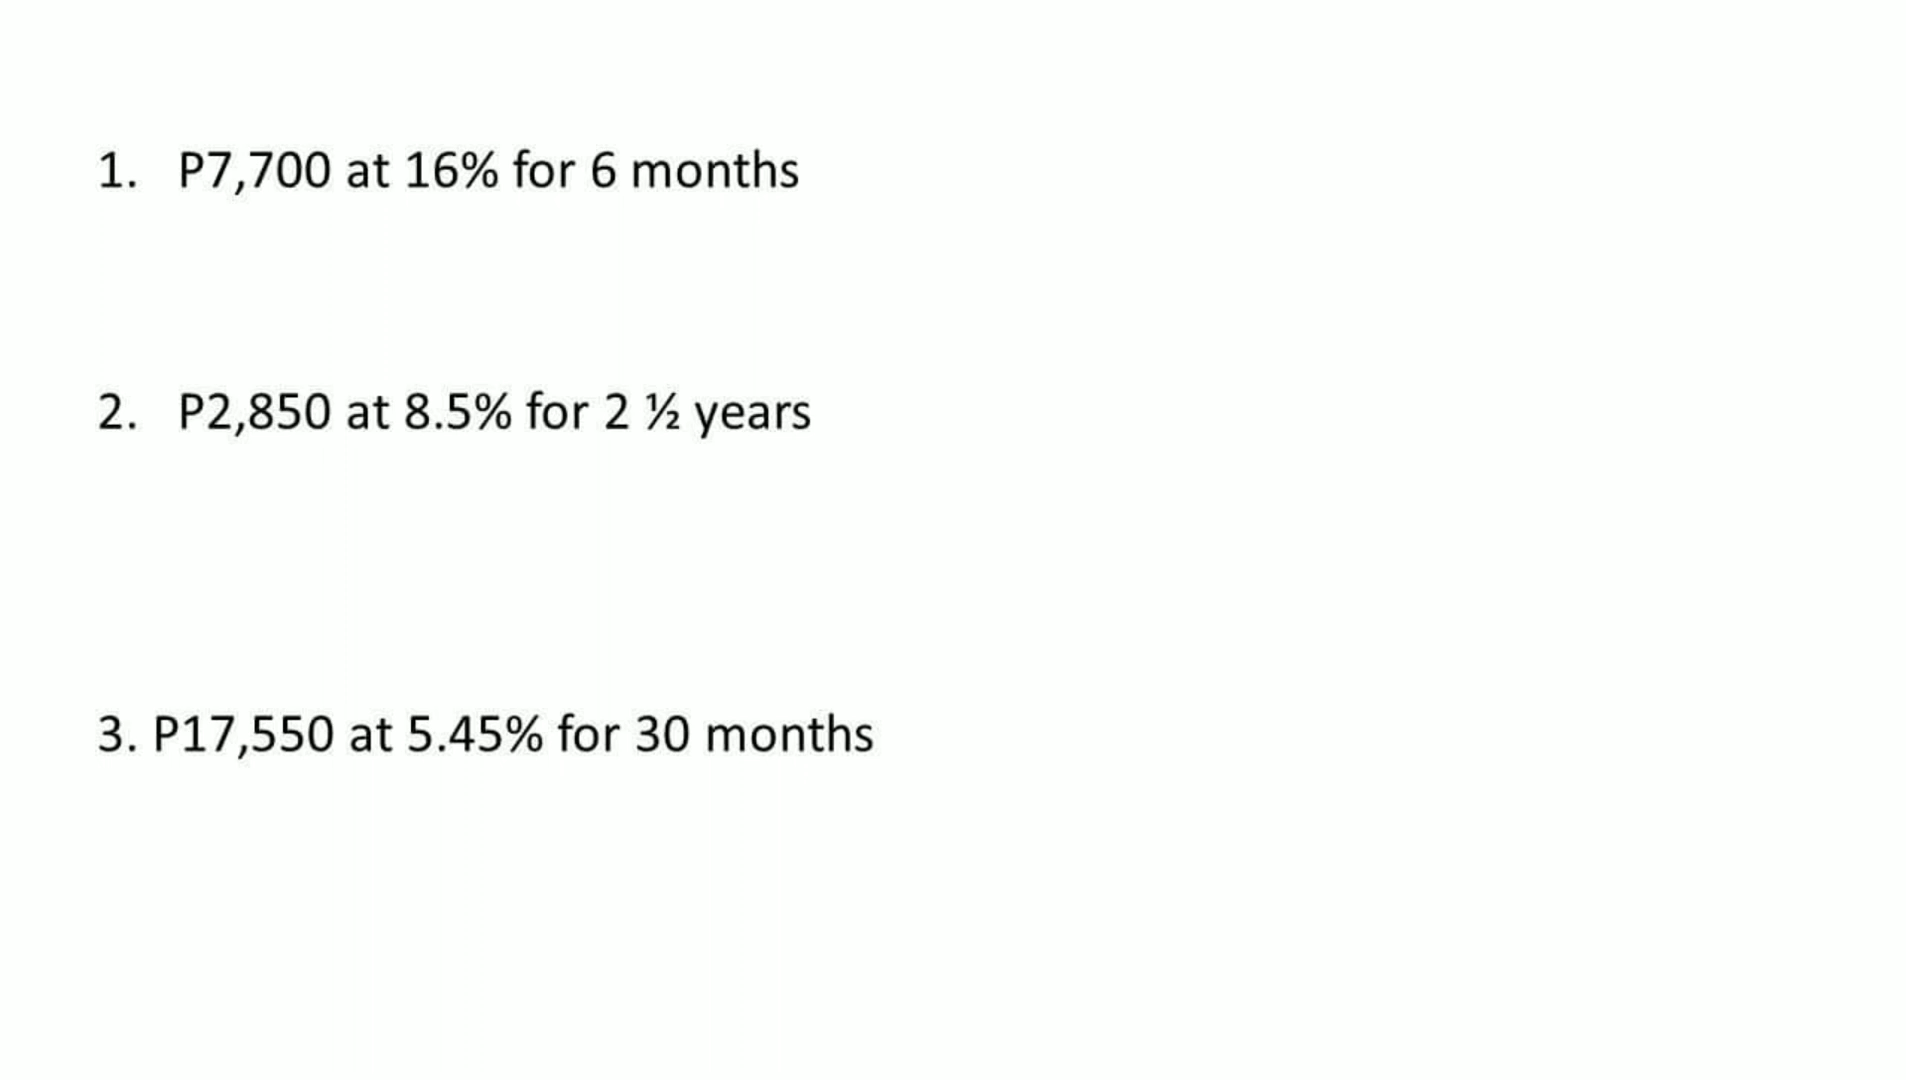 1. P7,700 at 16% for 6 months
2. P2,850 at 8.5% for 2 ½ years
3. P17,550 at 5.45% for 30 months